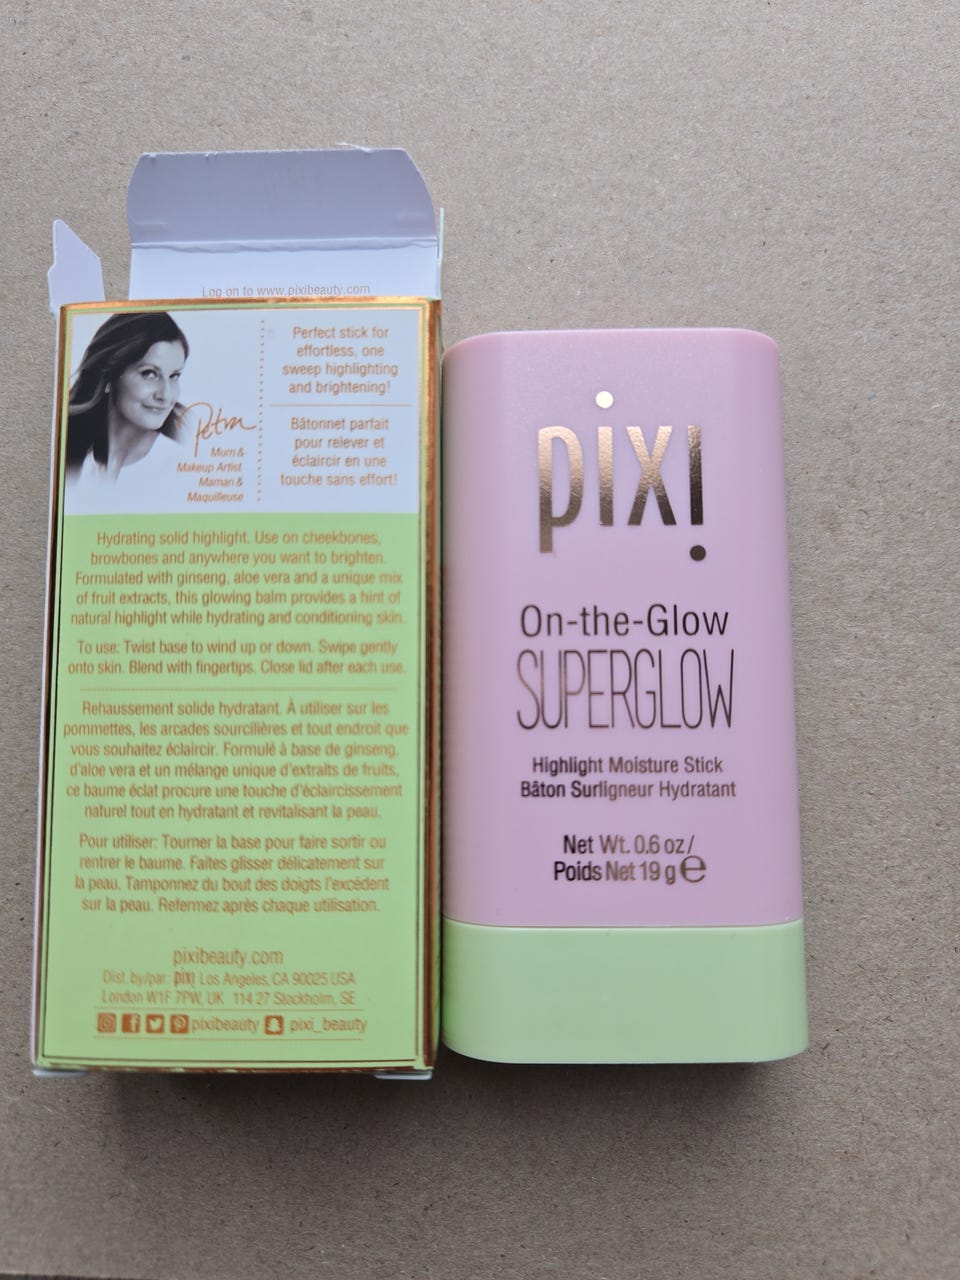 Log on to www.pixibeauty.com
Petra
Mum &
Makeup Artist
Maman &
Maquilleuse
Perfect stick for
effortless, one
sweep highlighting
and brightening!
Bâtonnet parfait
pour relever et
éclaircir en une
touche sans effort!
Hydrating solid highlight. Use on cheekbones,
browbones and anywhere you want to brighten.
Formulated with ginseng, aloe vera and a unique mix
of fruit extracts, this glowing balm provides a hint of
natural highlight while hydrating and conditioning skin.
To use: Twist base to wind up or down. Swipe gently
onto skin. Blend with fingertips. Close lid after each use.
Rehaussement solide hydratant. À utiliser sur les
pommettes, les arcades sourcilières et tout endroit que
vous souhaitez éclaircir. Formulé à base de ginseng,
d'aloe vera et un mélange unique d'extraits de fruits,
ce baume éclat procure une touche d'éclaircissement
naturel tout en hydratant et revitalisant la peau.
Pour utiliser: Tourner la base pour faire sortir ou
rentrer le baume. Faites glisser délicatement sur
la peau. Tamponnez du bout des doigts l'excédent
sur la peau. Refermez après chaque utilisation.
pixibeauty.com
Dist. by/par: pixi Los Angeles, CA 90025 USA
London W1F 7PW, UK 114 27 Stockholm, SE
pixibeauty pixi_beauty
pixi
On-the-Glow
SUPERGLOW
Highlight Moisture Stick
Bâton Surligneur Hydratant
Net Wt. 0.6 oz/
Poids Net 19 g ℮